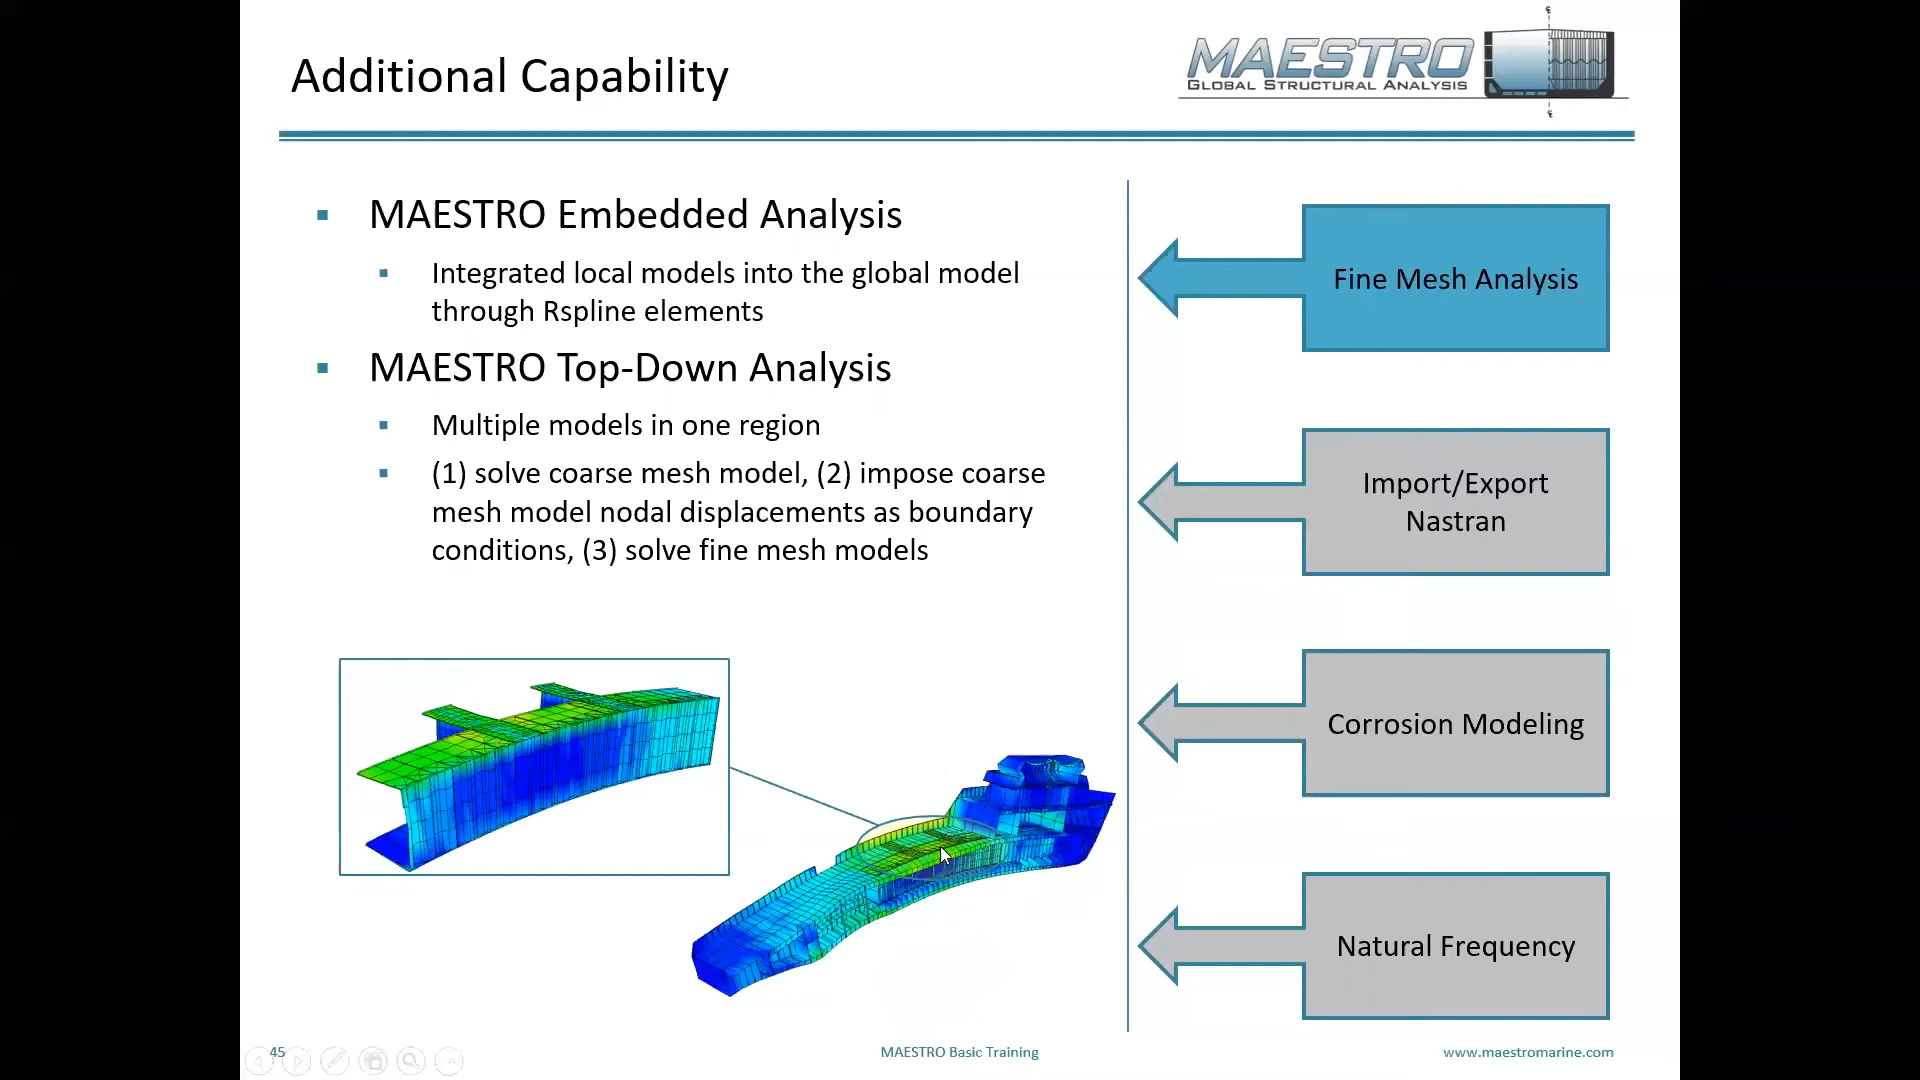 Additional Capability
MAESTRO
GLOBAL STRUCTURAL ANALYSIS
MAESTRO Embedded Analysis
Integrated local models into the global model
through Rspline elements
MAESTRO Top-Down Analysis
Multiple models in one region
(1) solve coarse mesh model, (2) impose coarse
mesh model nodal displacements as boundary
conditions, (3) solve fine mesh models
Fine Mesh Analysis
Import/Export
Nastran
Corrosion Modeling
Natural Frequency
45
MAESTRO Basic Training
www.maestromarine.com